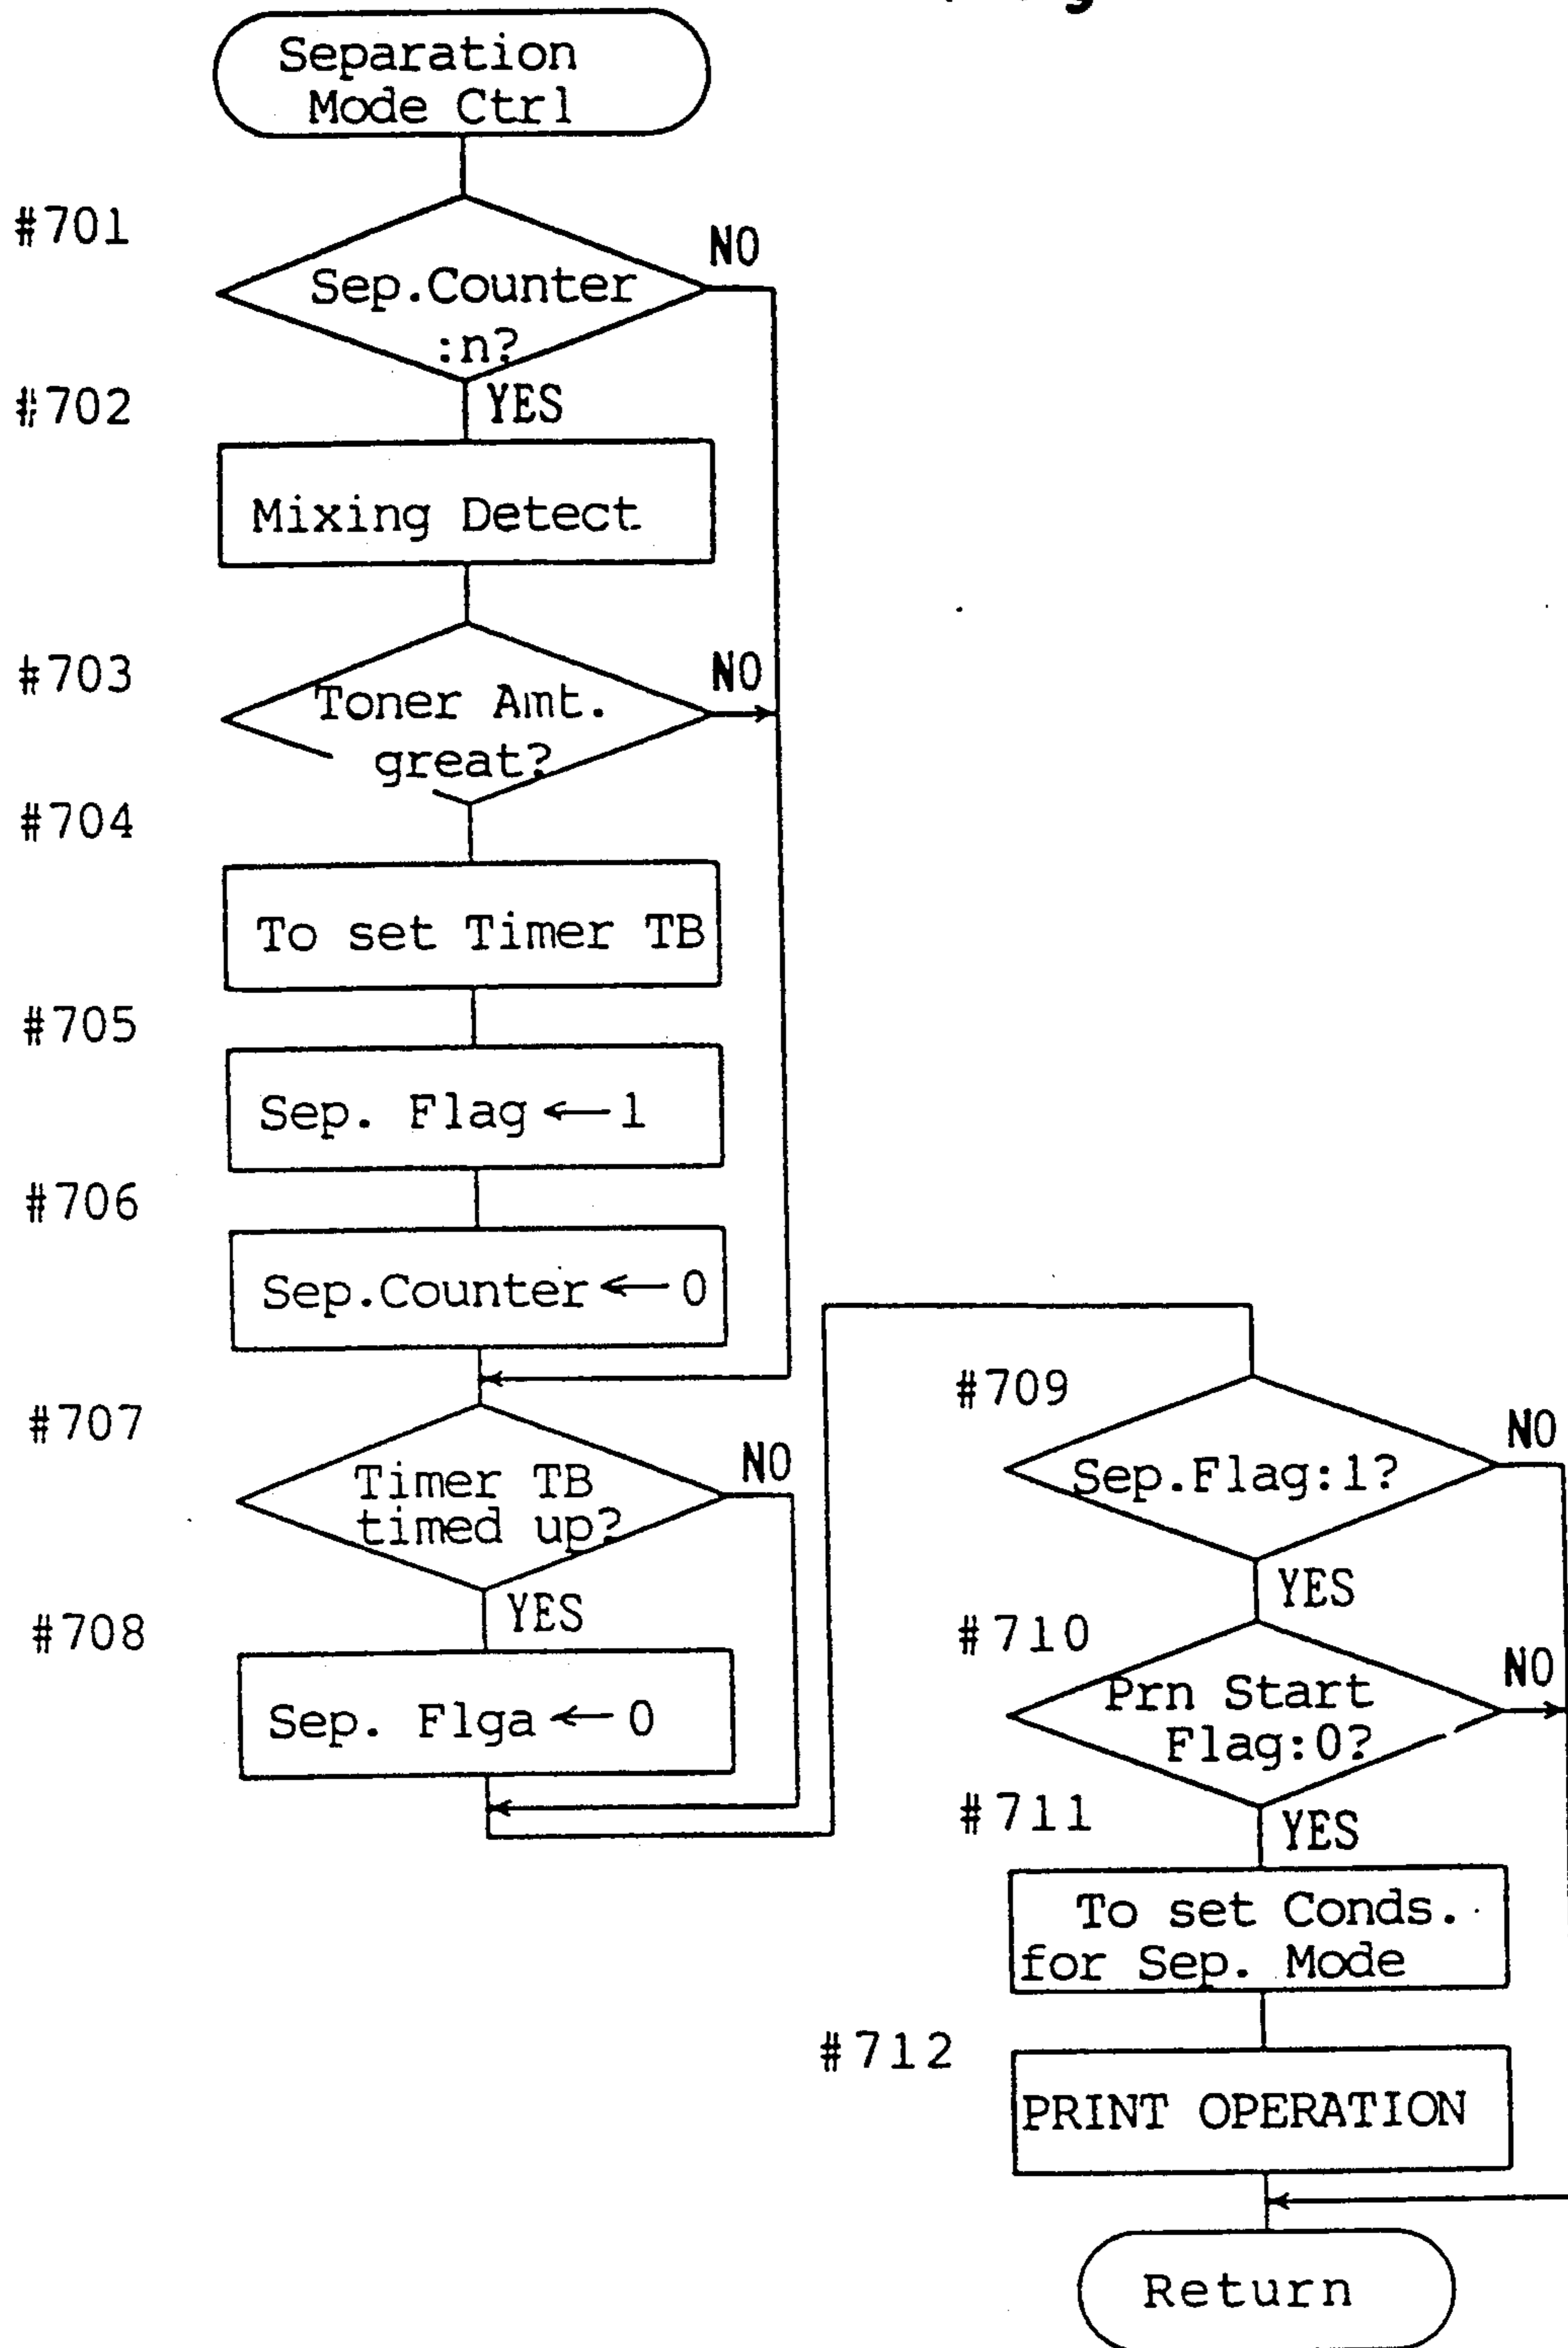 Separation
Mode Ctrl
#701
NO
Sep.Counter
:n?
#702
YES
Mixing Detect
#703
NO
Toner Amt.
great?
#704
To set Timer TB
#705
Sep. Flag ← 1
#706
Sep.Counter ← 0
#707
NO
Timer TB
timed up?
#708
YES
Sep. Flga ← 0
#709
NO
Sep.Flag:1?
YES
#710
NO
Prn Start
Flag:0?
#711
YES
To set Conds.
for Sep. Mode
#712
PRINT OPERATION
Return